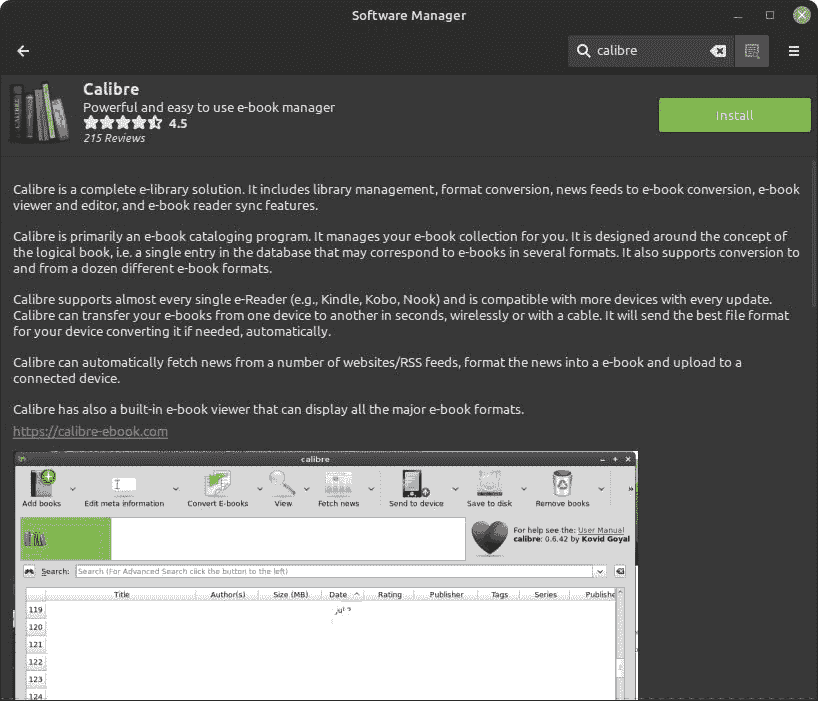 Software Manager
calibre
Calibre
Powerful and easy to use e-book manager
4.5
215 Reviews
Install
Calibre is a complete e-library solution. It includes library management, format conversion, news feeds to e-book conversion, e-book
viewer and editor, and e-book reader sync features.
Calibre is primarily an e-book cataloging program. It manages your e-book collection for you. It is designed around the concept of
the logical book, i.e. a single entry in the database that may correspond to e-books in several formats. It also supports conversion to
and from a dozen different e-book formats.
Calibre supports almost every single e-Reader (e.g., Kindle, Kobo, Nook) and is compatible with more devices with every update.
Calibre can transfer your e-books from one device to another in seconds, wirelessly or with a cable. It will send the best file format
for your device converting it if needed, automatically.
Calibre can automatically fetch news from a number of websites/RSS feeds, format the news into a e-book and upload to a
connected device.
Calibre has also a built-in e-book viewer that can display all the major e-book formats.
https://calibre-ebook.com
calibre
Add books Edit meta information Convert E-books View Fetch news Send to device Save to disk Remove books
For help see the: User Manual
calibre: 0.6.42 by Kovid Goyal
Search: Search (For Advanced Search click the button to the left)
Title Author(s) Size (MB) Date Rating Publisher Tags Series Publishe
119
120
121
122
123
124